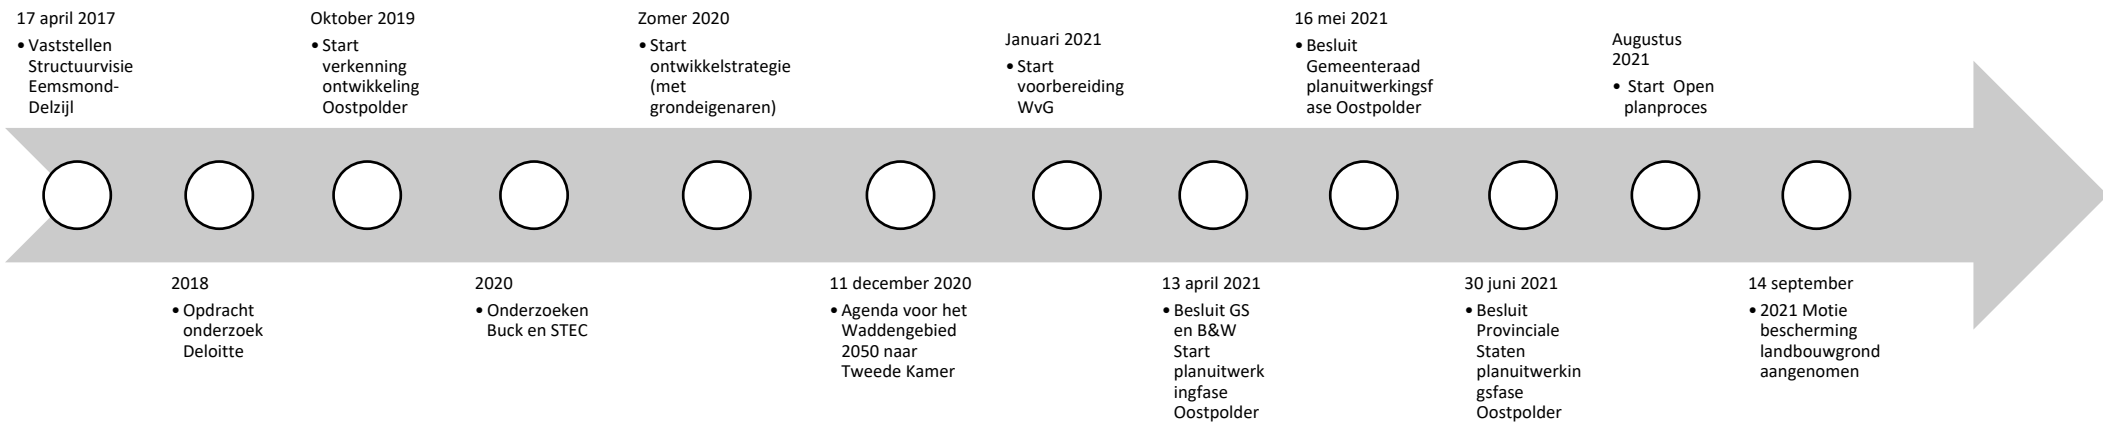 17 april 2017
• Vaststellen
Structuurvisie
Eemsmond-
Delzijl
Oktober 2019
• Start
verkenning
ontwikkeling
Oostpolder
Zomer 2020
• Start
ontwikkelstrategie
(met
grondeigenaren)
Januari 2021
• Start
voorbereiding
WvG
16 mei 2021
• Besluit
Gemeenteraad
planuitwerkingsf
ase Oostpolder
Augustus
2021
• Start Open
planproces
2018
• Opdracht
onderzoek
Deloitte
2020
• Onderzoeken
Buck en STEC
11 december 2020
• Agenda voor het
Waddengebied
2050 naar
Tweede Kamer
13 april 2021
• Besluit GS
en B&W
Start
planuitwerk
ingfase
Oostpolder
30 juni 2021
• Besluit
Provinciale
Staten
planuitwerkin
gsfase
Oostpolder
14 september
• 2021 Motie
bescherming
landbouwgrond
aangenomen